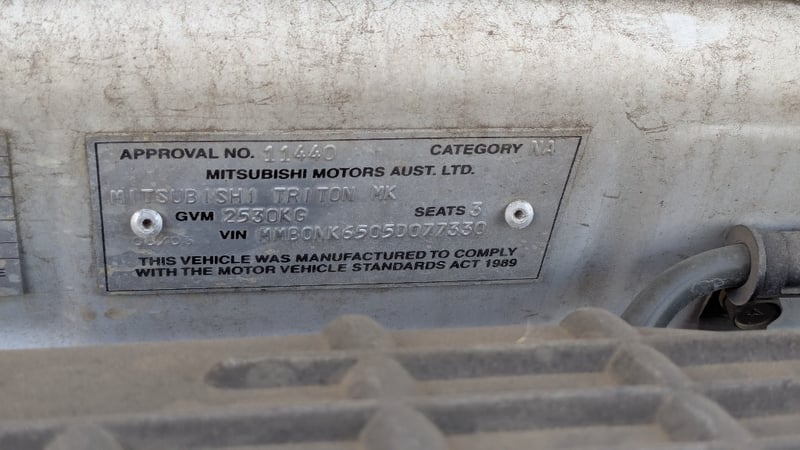 APPROVAL NO. 11440 CATEGORY NA
MITSUBISHI MOTORS AUST. LTD.
MITSUBISHI TRITON MK
GVM 2530KG SEATS 3
VIN MMB0NK6505D077330
THIS VEHICLE WAS MANUFACTURED TO COMPLY
WITH THE MOTOR VEHICLE STANDARDS ACT 1989